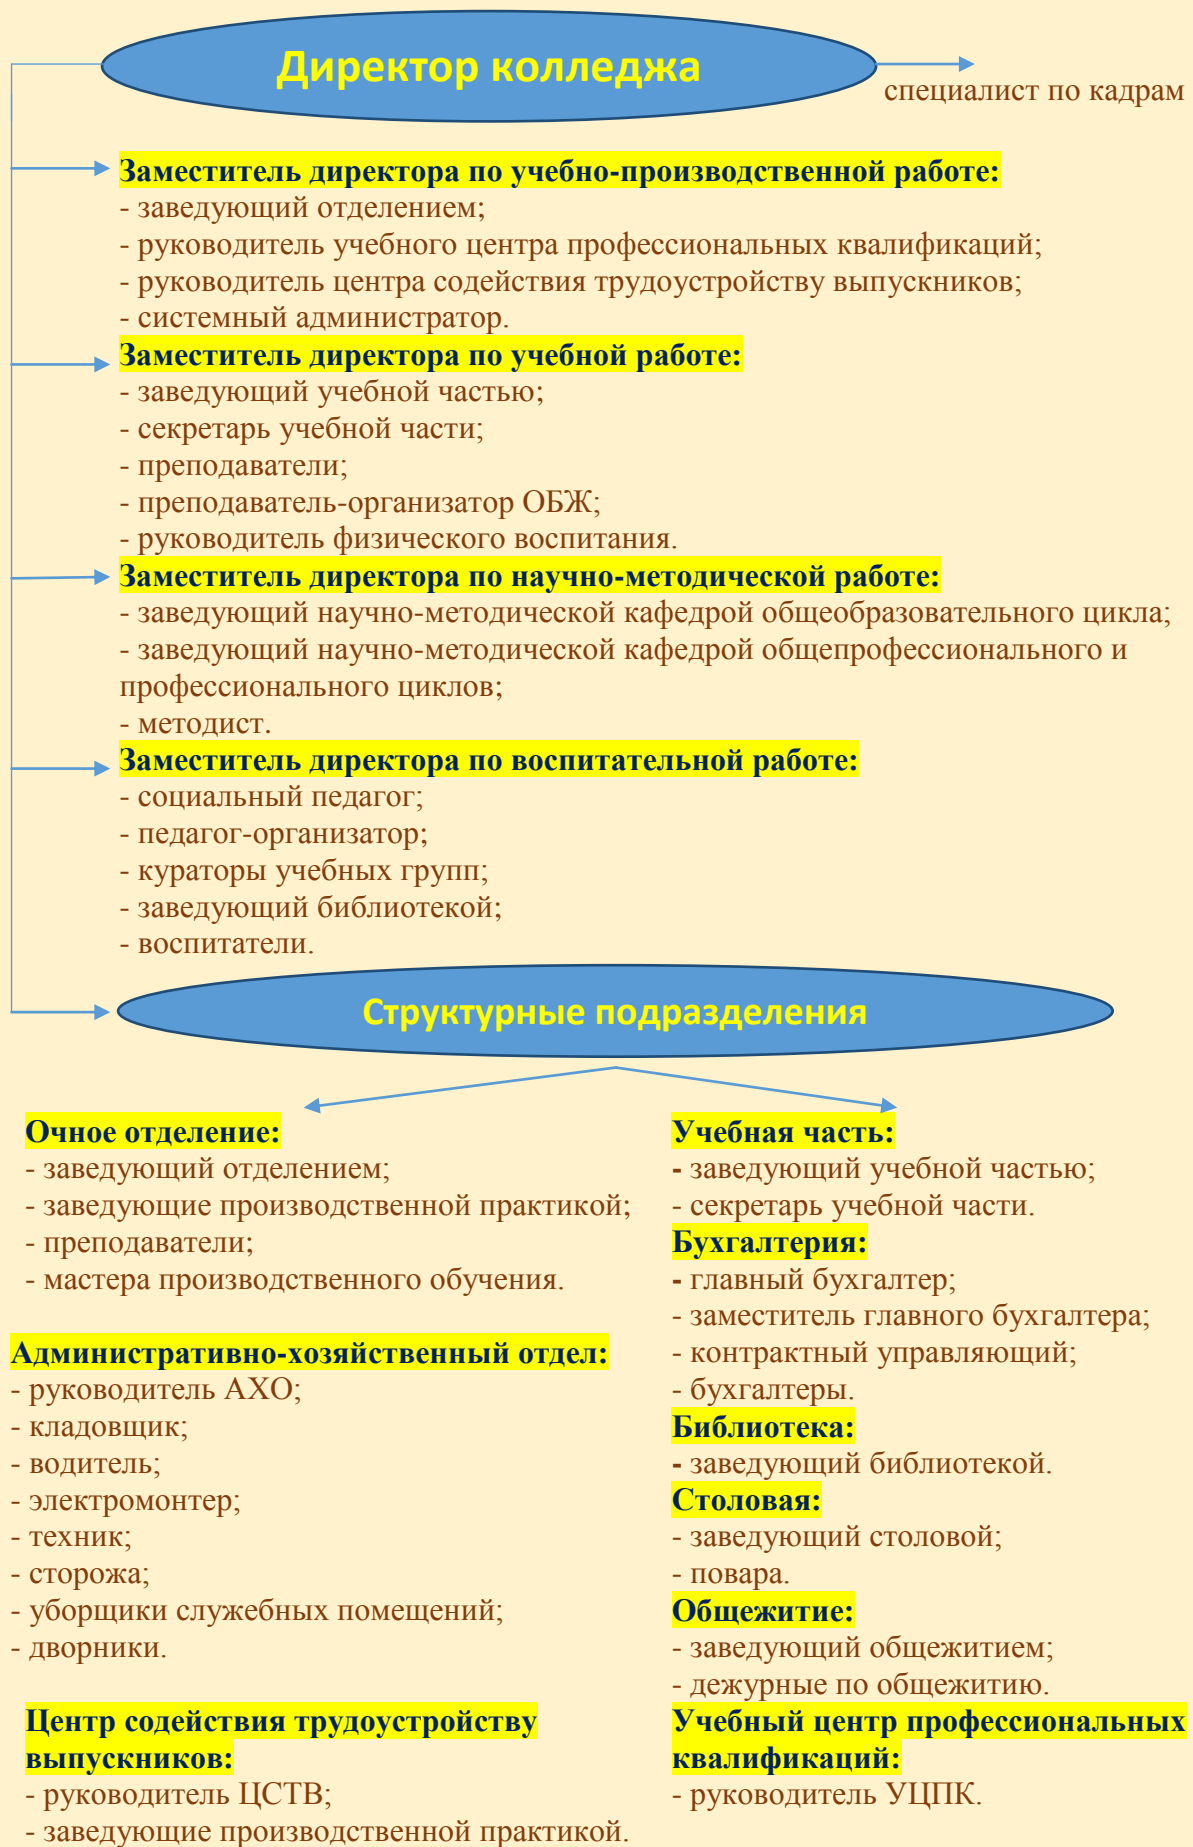 Директор колледжа
специалист по кадрам
Заместитель директора по учебно-производственной работе:
- заведующий отделением;
- руководитель учебного центра профессиональных квалификаций;
- руководитель центра содействия трудоустройству выпускников;
- системный администратор.
Заместитель директора по учебной работе:
- заведующий учебной частью;
- секретарь учебной части;
- преподаватели;
- преподаватель-организатор ОБЖ;
- руководитель физического воспитания.
Заместитель директора по научно-методической работе:
- заведующий научно-методической кафедрой общеобразовательного цикла;
- заведующий научно-методической кафедрой общепрофессионального и
профессионального циклов;
- методист.
Заместитель директора по воспитательной работе:
- социальный педагог;
- педагог-организатор;
- кураторы учебных групп;
- заведующий библиотекой;
- воспитатели.
Структурные подразделения
Очное отделение:
- заведующий отделением;
- заведующие производственной практикой;
- преподаватели;
- мастера производственного обучения.
Административно-хозяйственный отдел:
- руководитель АХО;
- кладовщик;
- водитель;
- электромонтер;
- техник;
- сторожа;
- уборщики служебных помещений;
- дворники.
Центр содействия трудоустройству
выпускников:
- руководитель ЦСТВ;
- заведующие производственной практикой.
Учебная часть:
- заведующий учебной частью;
- секретарь учебной части.
Бухгалтерия:
- главный бухгалтер;
- заместитель главного бухгалтера;
- контрактный управляющий;
- бухгалтеры.
Библиотека:
- заведующий библиотекой.
Столовая:
- заведующий столовой;
- повара.
Общежитие:
- заведующий общежитием;
- дежурные по общежитию.
Учебный центр профессиональных
квалификаций:
- руководитель УЦПК.